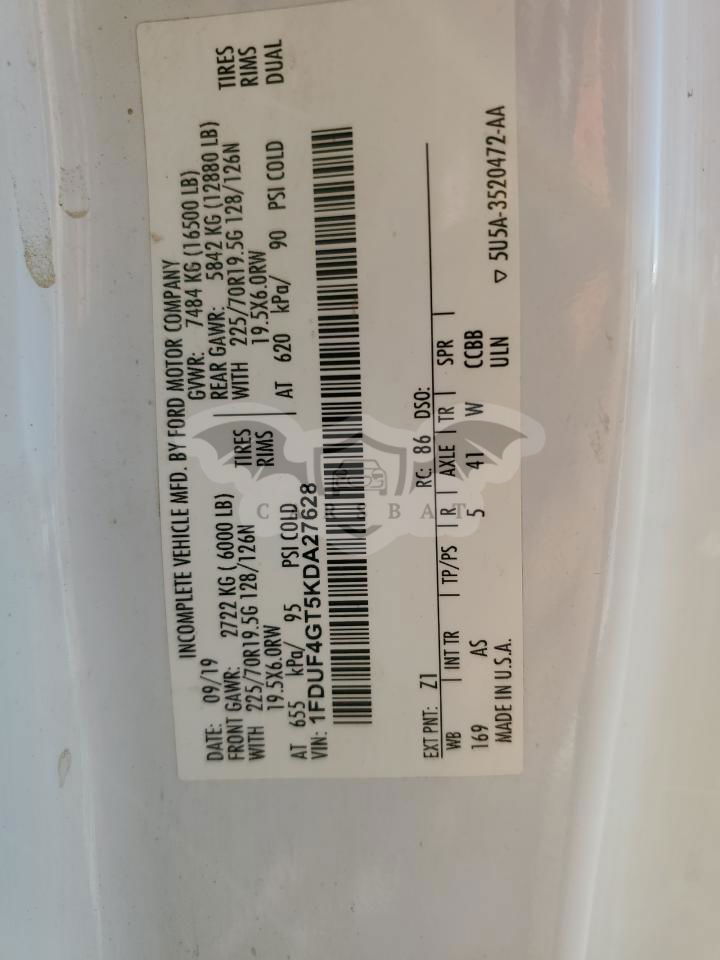 INCOMPLETE VEHICLE MFD. BY FORD MOTOR COMPANY
DATE: 09/19 GVWR: 7484 KG (16500 LB)
FRONT GAWR: 2722 KG ( 6000 LB) REAR GAWR: 5842 KG (12880 LB)
WITH 225/70R19.5G 128/126N TIRES WITH 225/70R19.5G 128/126N TIRES
19.5X6.0RW RIMS 19.5X6.0RW RIMS
AT 655 kPa/ 95 PSI COLD AT 620 kPa/ 90 PSI COLD DUAL
VIN: 1FDUF4GT5KDA27628
EXT PNT: Z1 RC: 86 DSO:
WB INT TR TP/PS R AXLE TR SPR
169 AS 5 41 W CCBB
MADE IN U.S.A. ULN
▽ 5U5A-3520472-AA
CARBAT